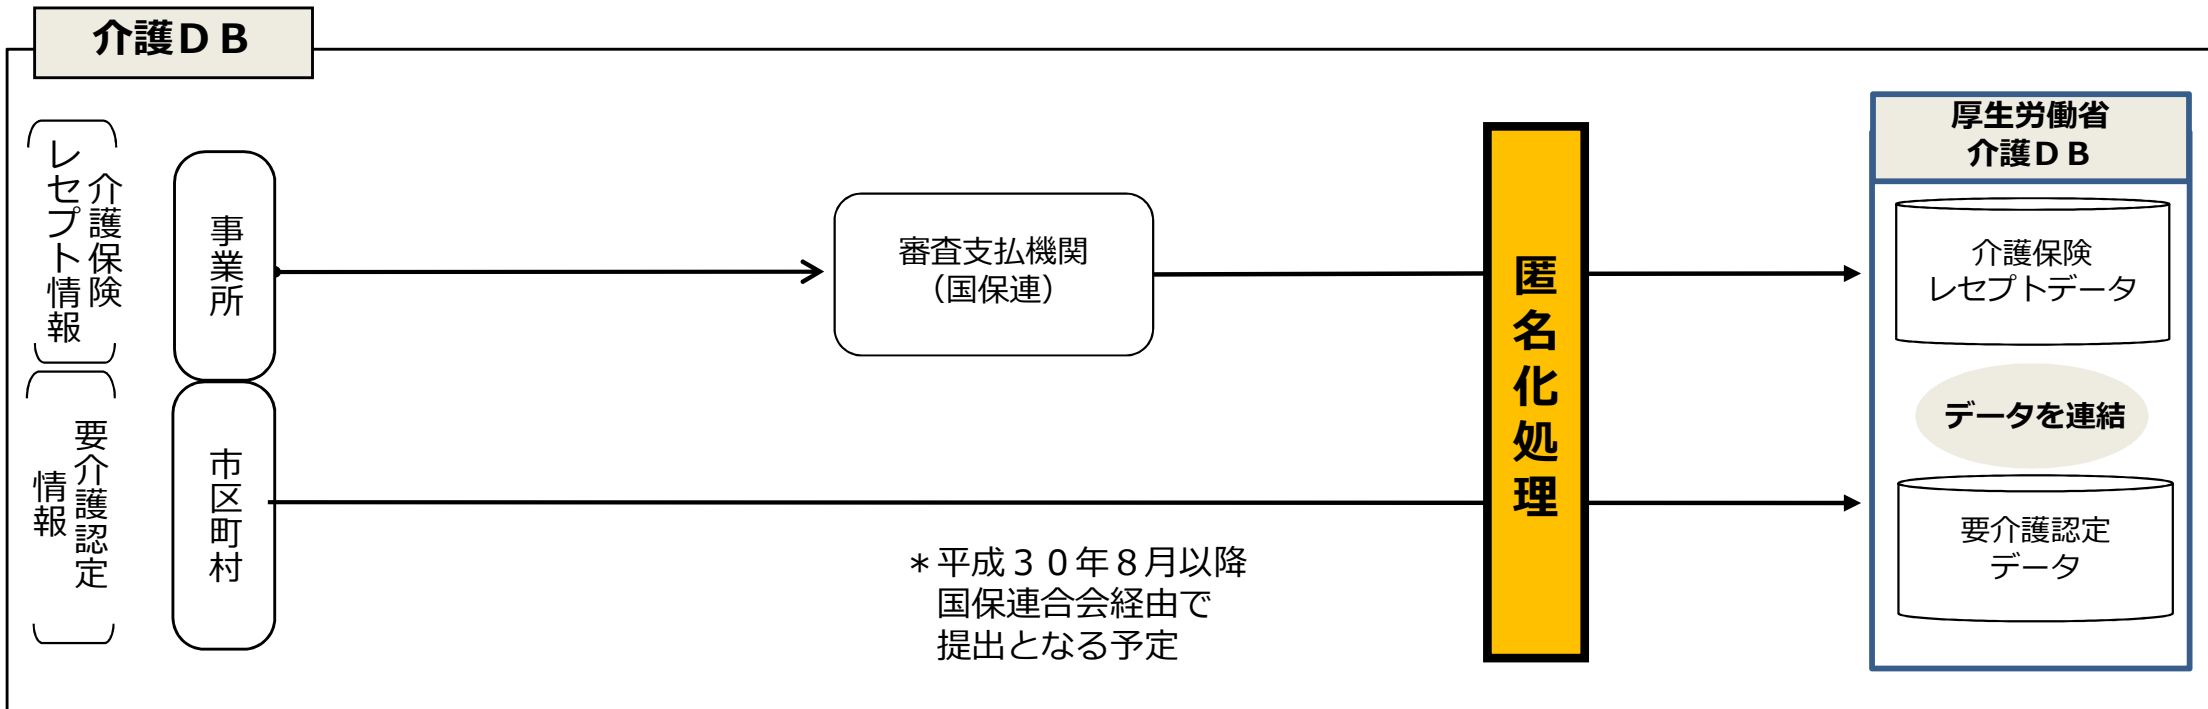 介護ＤＢ
介護保険
レセプト情報
事業所
審査支払機関
（国保連）
匿名化処理
厚生労働省
介護ＤＢ
介護保険
レセプトデータ
データを連結
要介護認定
情報
市区町村
＊平成３０年８月以降
国保連合会経由で
提出となる予定
要介護認定
データ